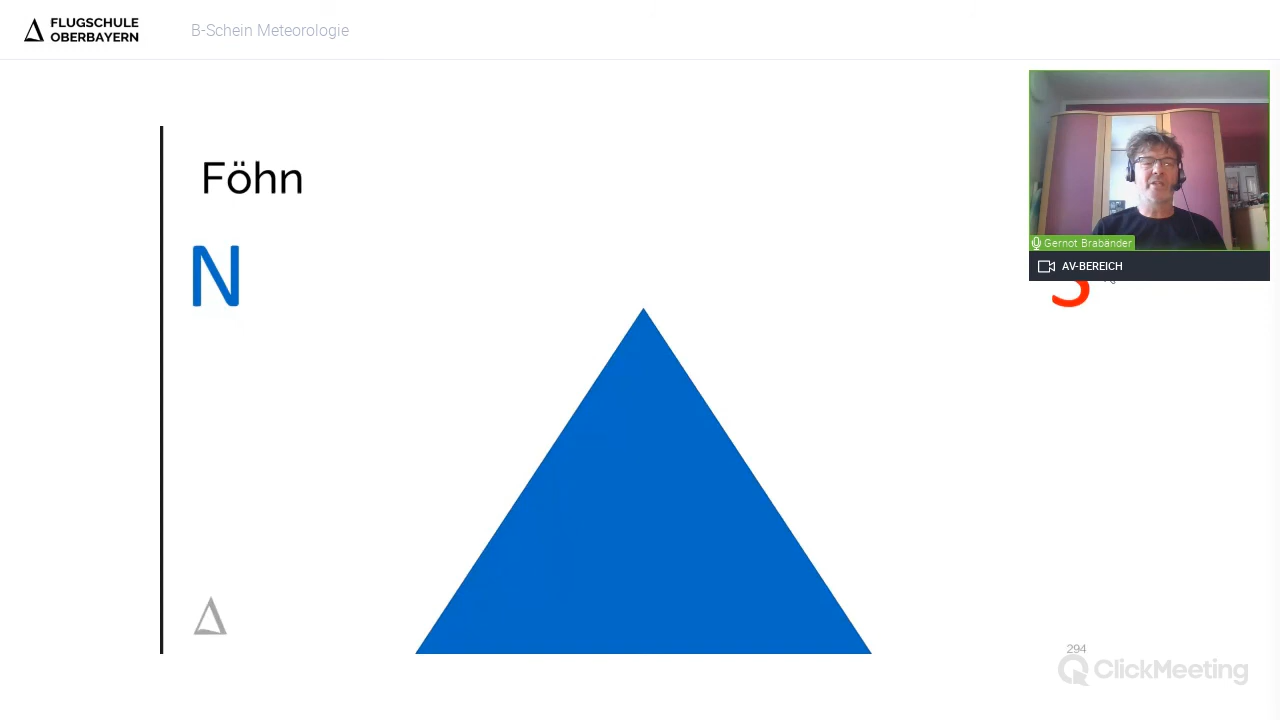 FLUGSCHULE
OBERBAYERN
B-Schein Meteorologie
Föhn
N
S
Gernot Brabänder
AV-BEREICH
294
ClickMeeting